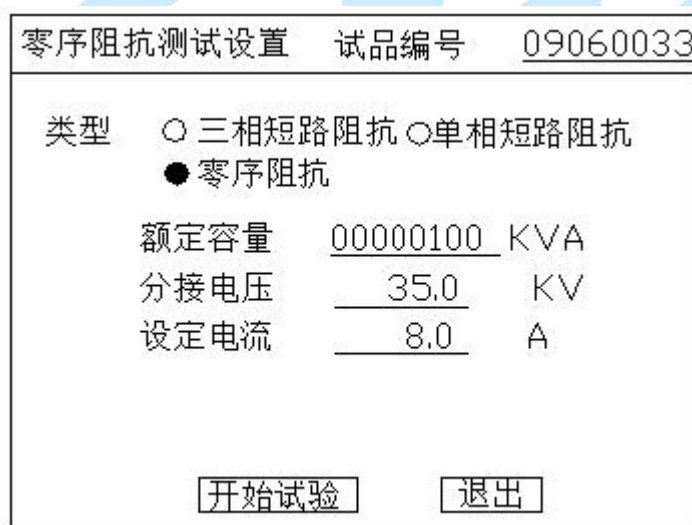 零序阻抗测试设置 试品编号 09060033
类型 三相短路阻抗 单相短路阻抗
零序阻抗
额定容量 00000100 KVA
分接电压 35.0 KV
设定电流 8.0 A
开始试验 退出